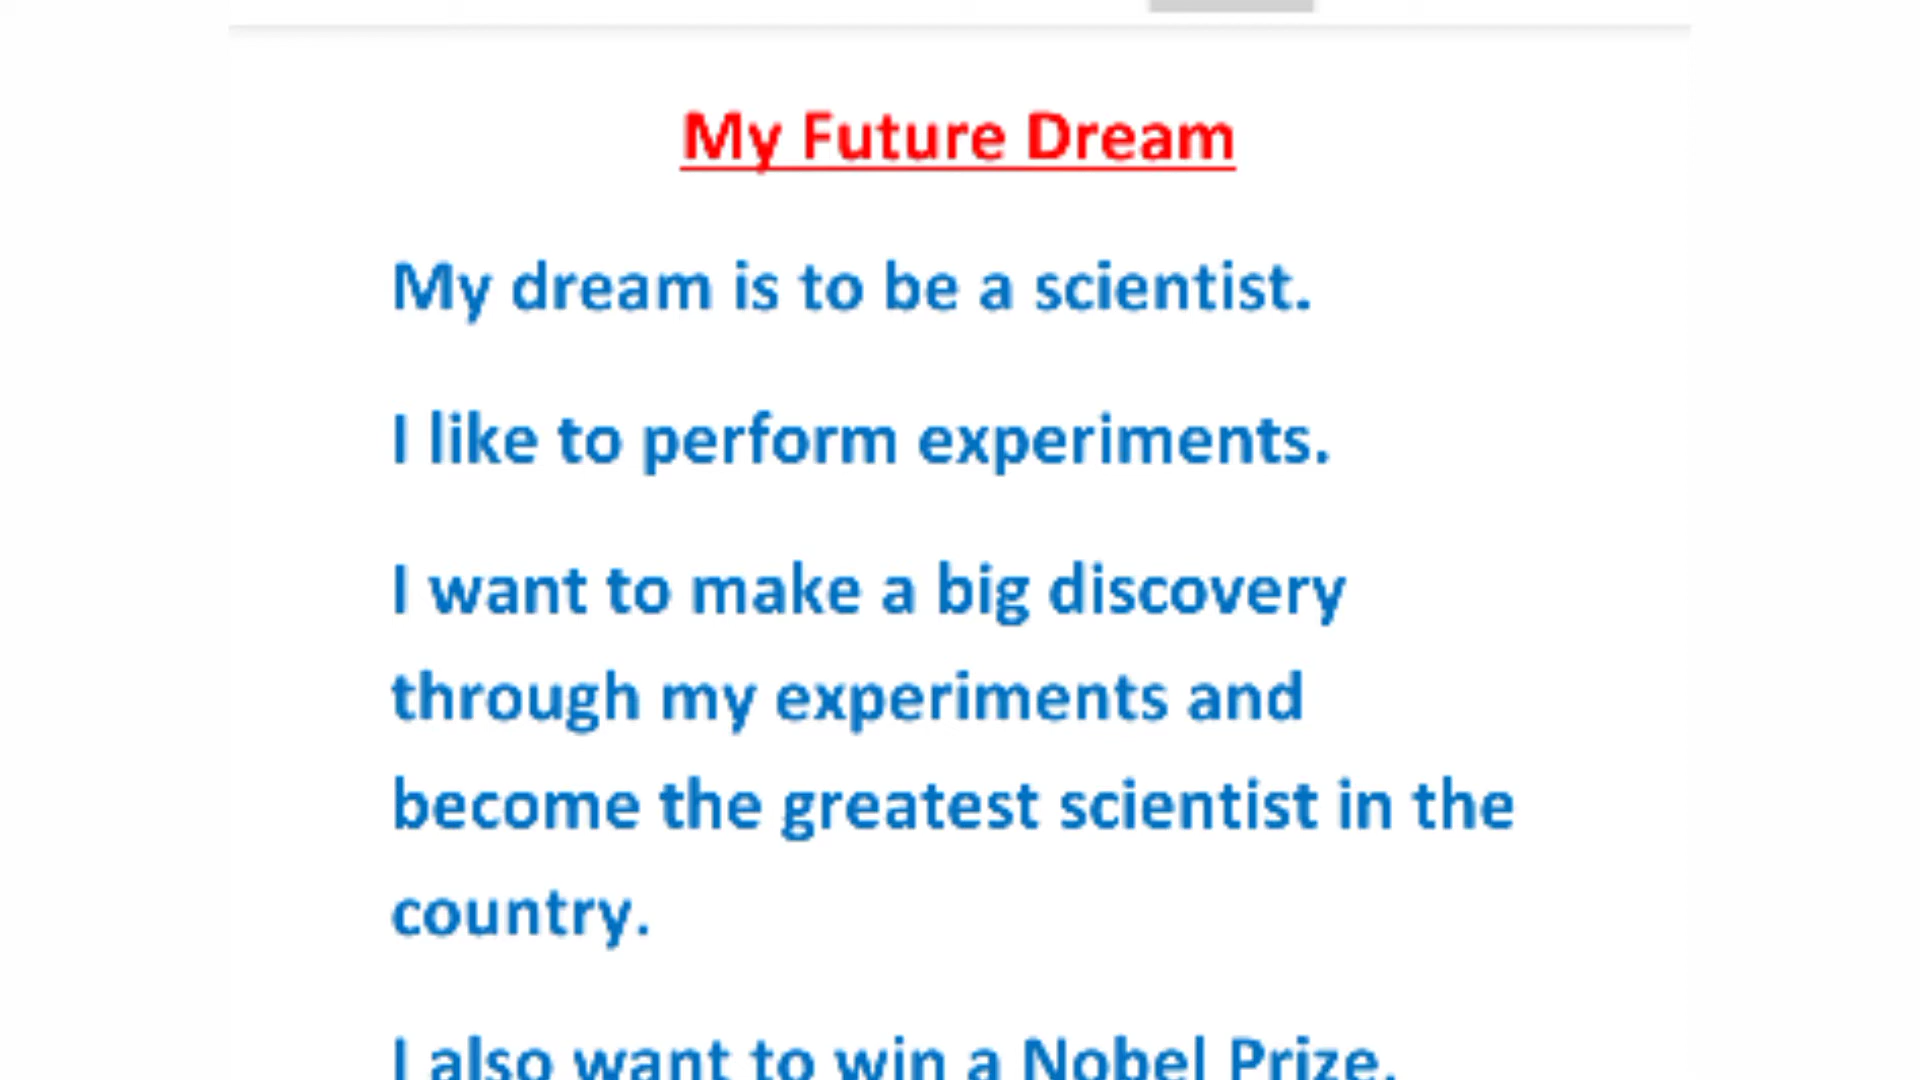 My Future Dream
My dream is to be a scientist.
I like to perform experiments.
I want to make a big discovery
through my experiments and
become the greatest scientist in the
country.
I also want to win a Nobel Prize.